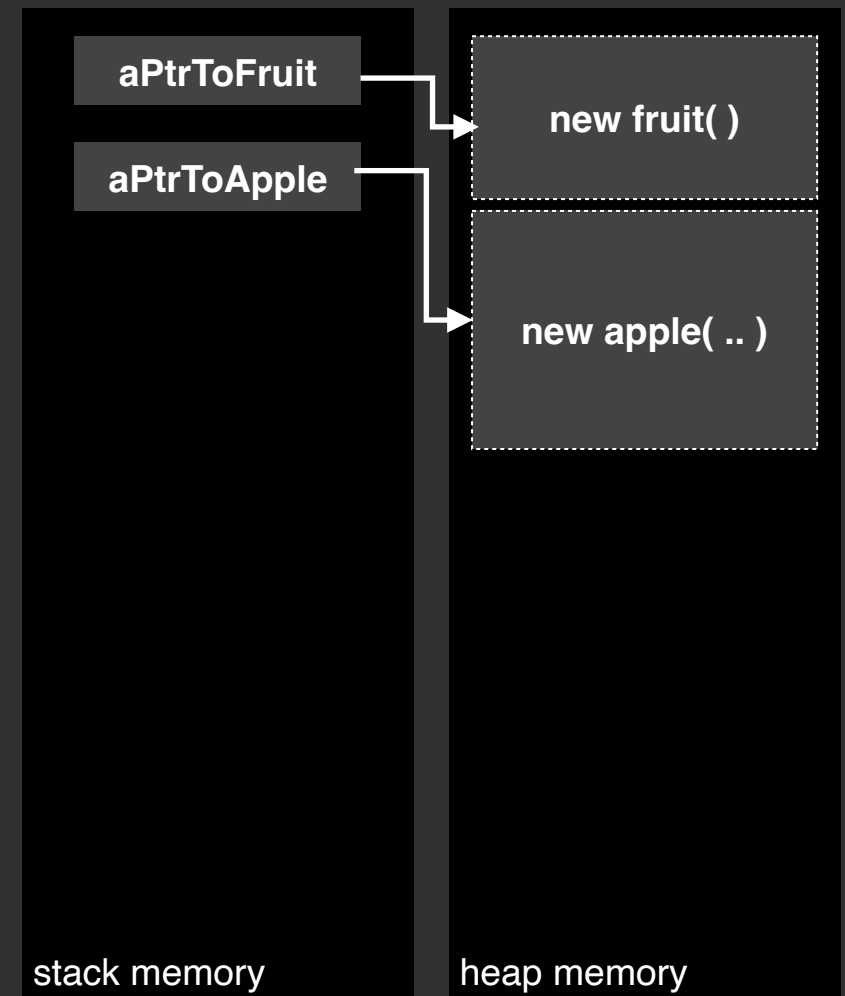 aPtrToFruit
new fruit( )
aPtrToApple
new apple( .. )
stack memory
heap memory